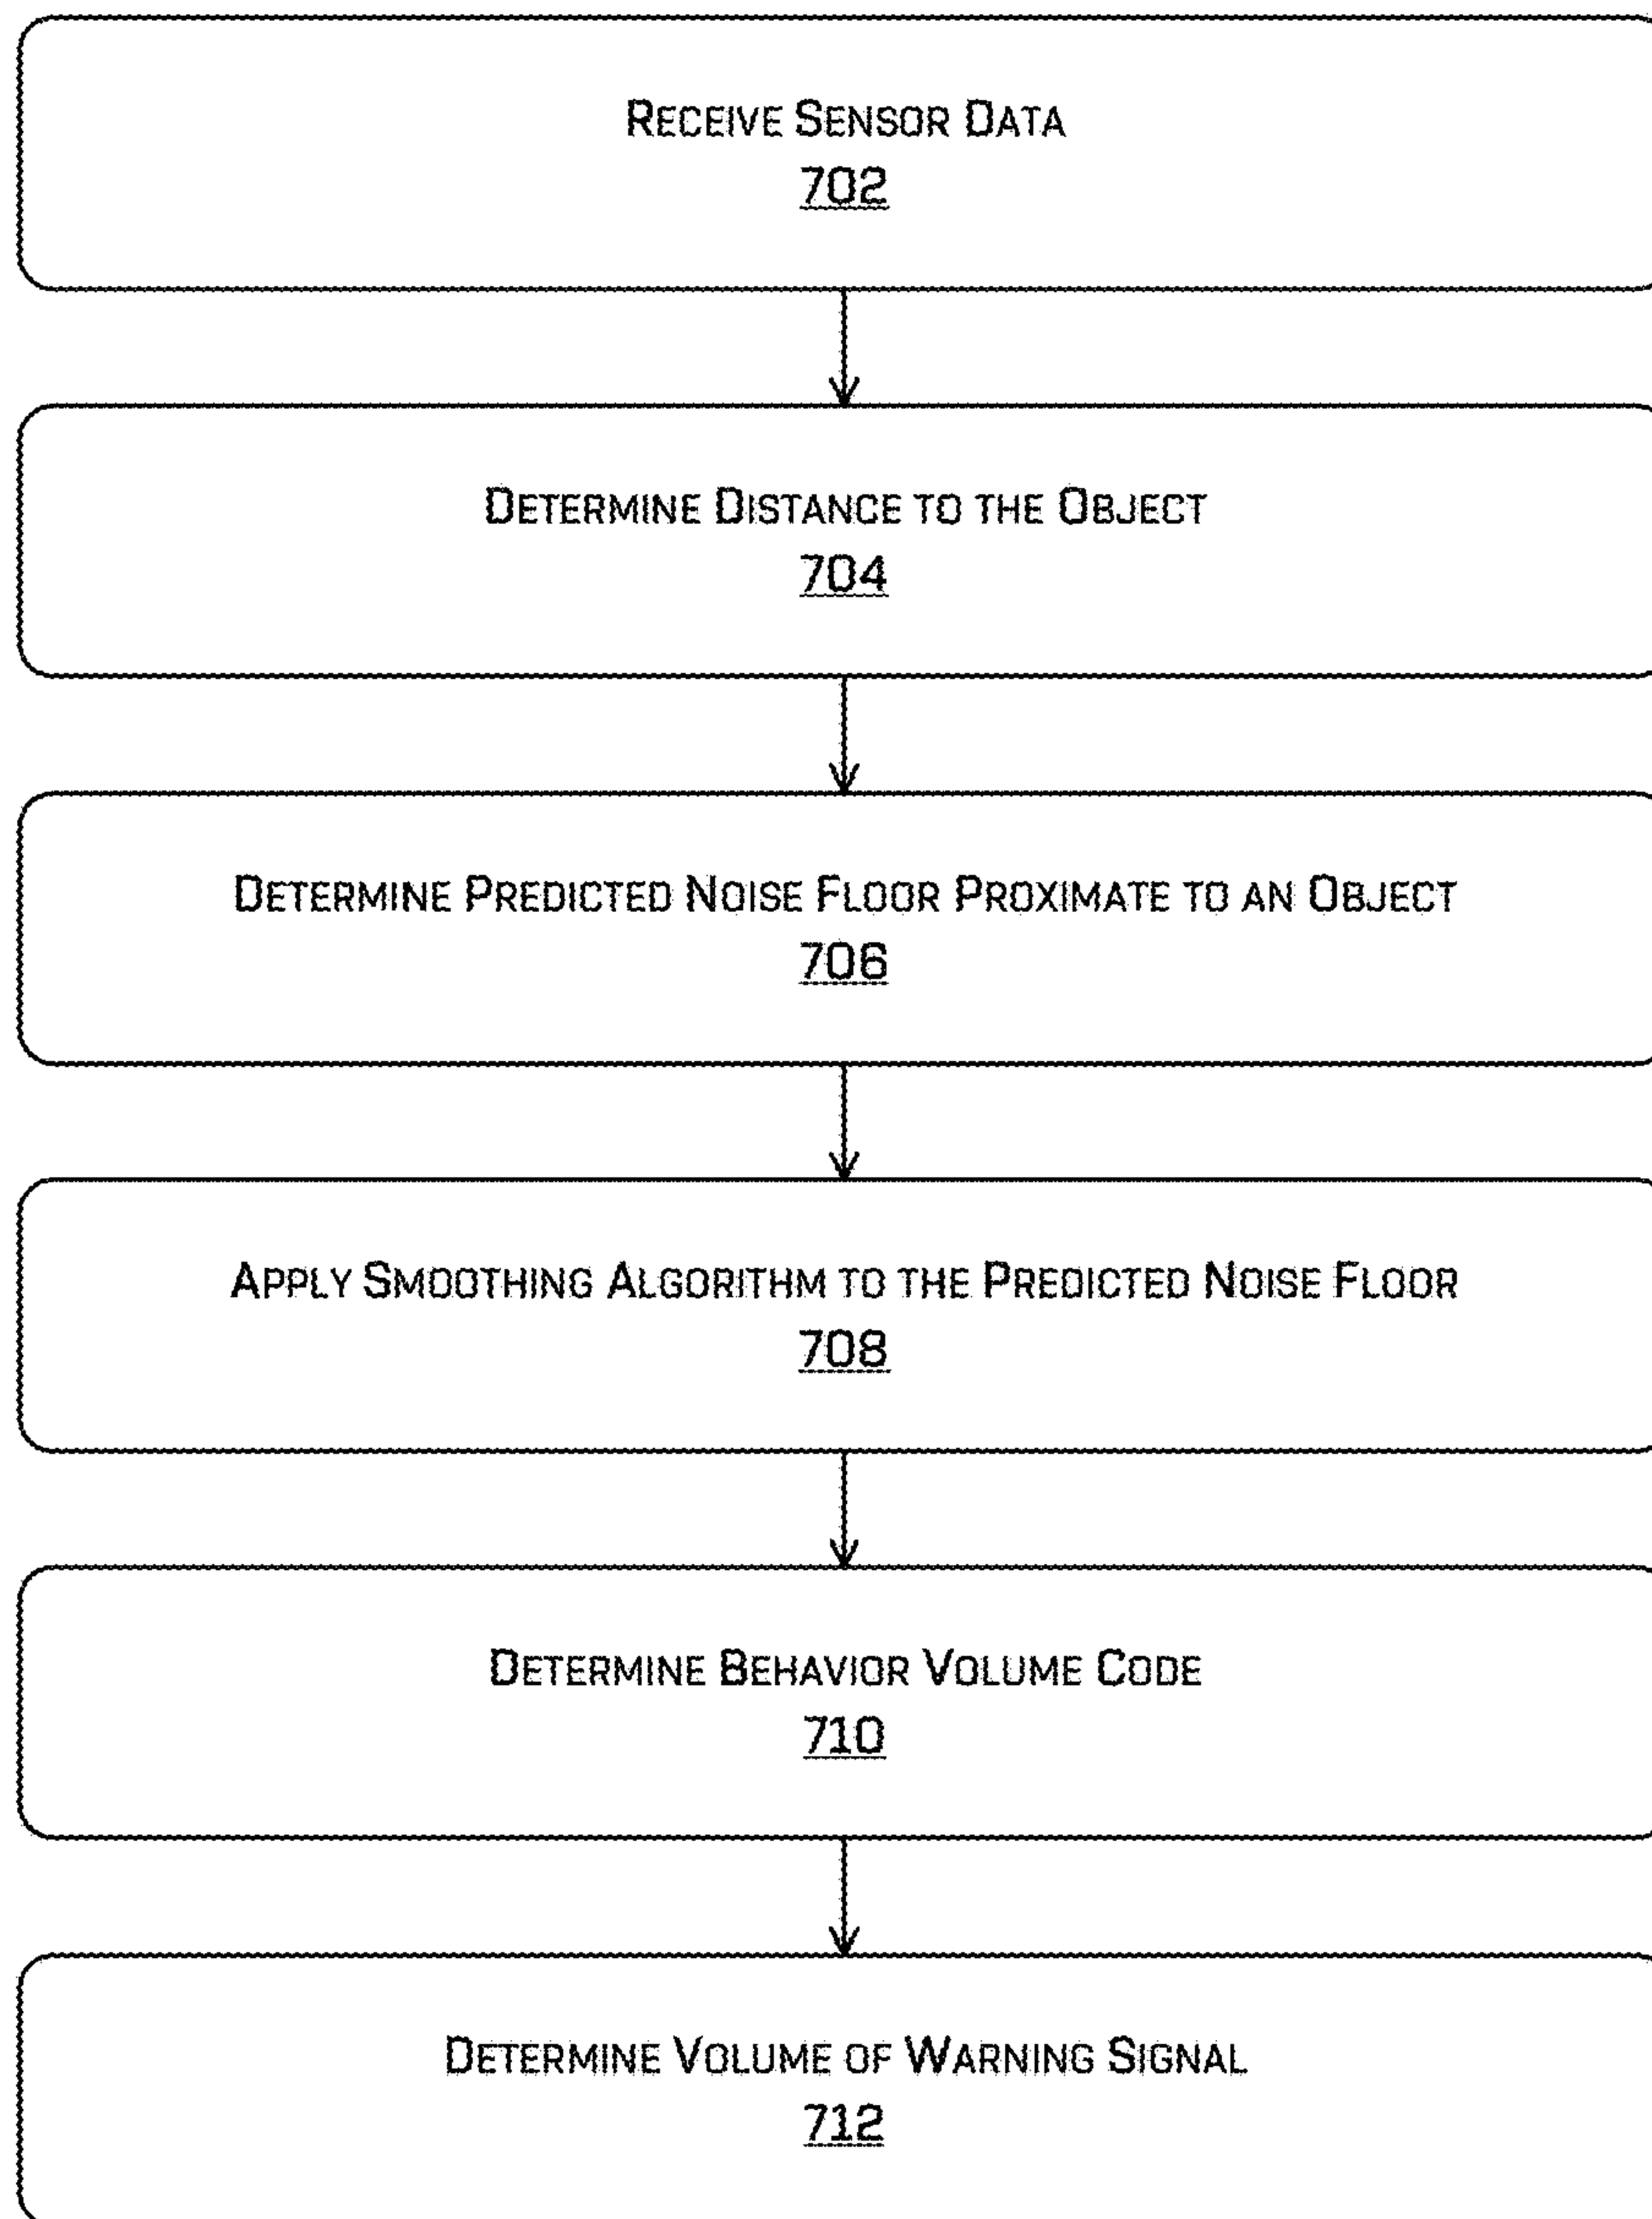 Receive Sensor Data
702
Determine Distance to the Object
704
Determine Predicted Noise Floor Proximate to an Object
706
Apply Smoothing Algorithm to the Predicted Noise Floor
708
Determine Behavior Volume Code
710
Determine Volume of Warning Signal
712